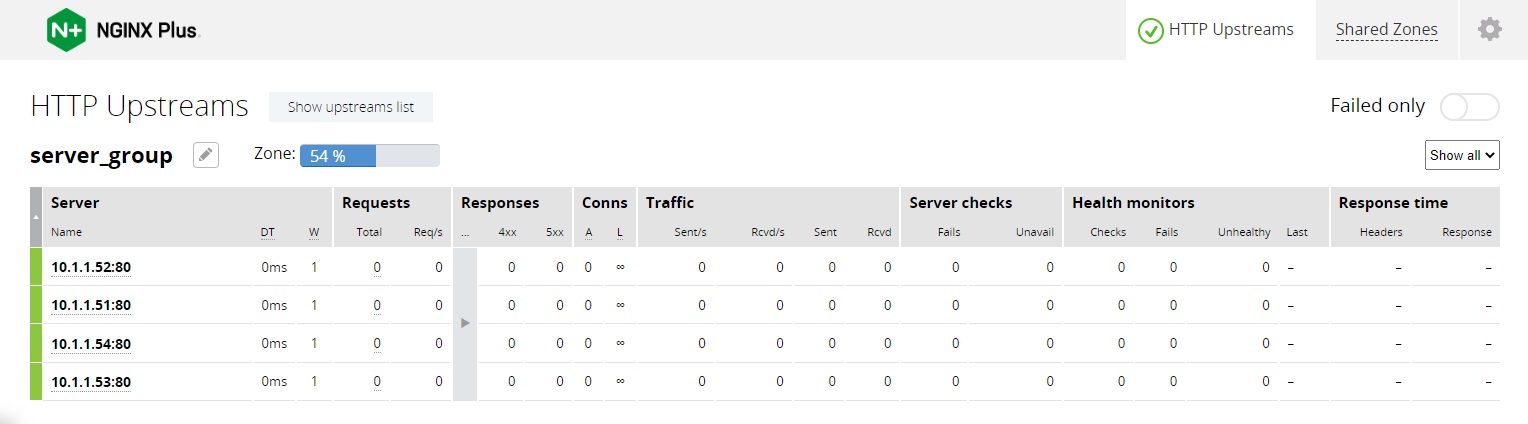 N+ NGINX Plus HTTP Upstreams Shared Zones
HTTP Upstreams Show upstreams list Failed only
server_group Zone: 54 % Show all
Server Requests Responses Conns Traffic Server checks Health monitors Response time
Name DT W Total Req/s ... 4xx 5xx A L Sent/s Rcvd/s Sent Rcvd Fails Unavail Checks Fails Unhealthy Last Headers Response
10.1.1.52:80 0ms 1 0 0 0 0 0 ∞ 0 0 0 0 0 0 0 0 0 – – –
10.1.1.51:80 0ms 1 0 0 0 0 0 ∞ 0 0 0 0 0 0 0 0 0 – – –
10.1.1.54:80 0ms 1 0 0 0 0 0 ∞ 0 0 0 0 0 0 0 0 0 – – –
10.1.1.53:80 0ms 1 0 0 0 0 0 ∞ 0 0 0 0 0 0 0 0 0 – – –